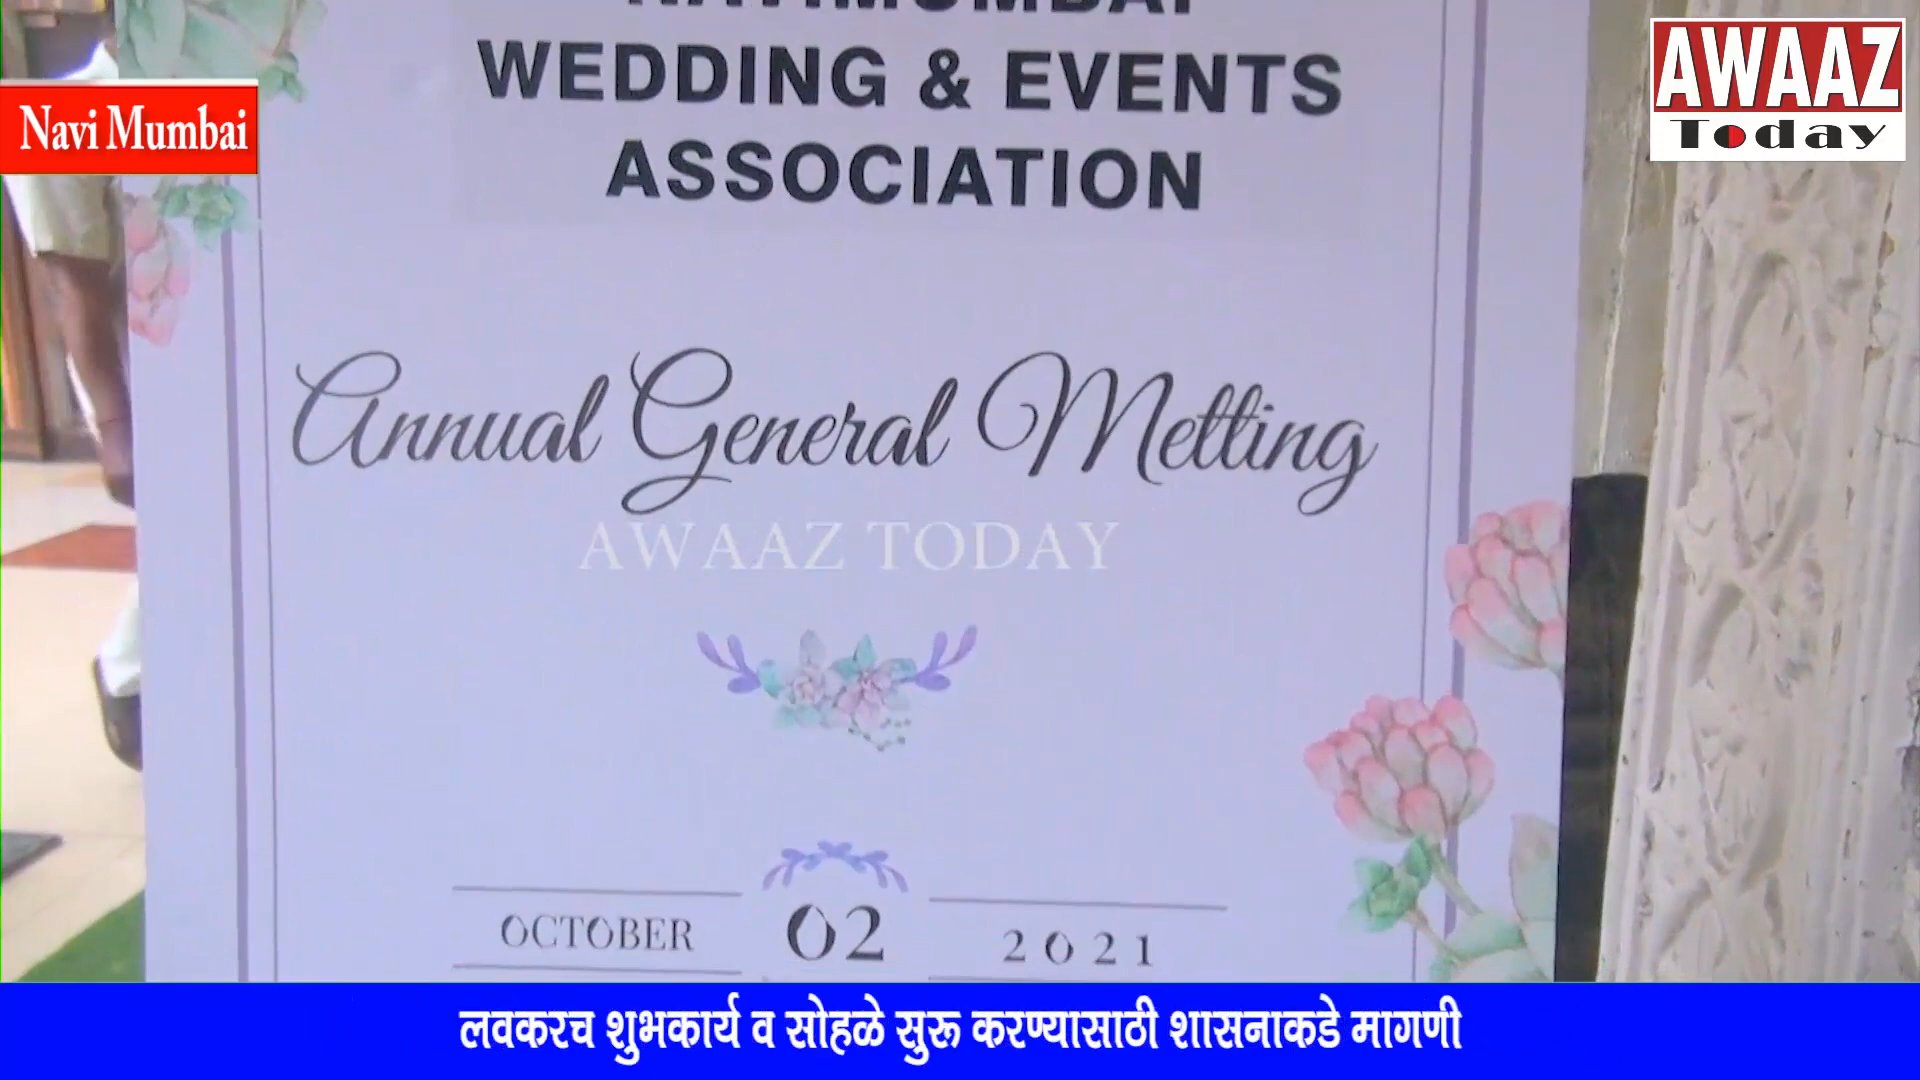 NAVIMUMBAI
WEDDING & EVENTS
ASSOCIATION
Navi Mumbai
AWAAZ
Today
Annual General Metting
AWAAZ TODAY
OCTOBER 02 2021
लवकरच शुभकार्य व सोहळे सुरू करण्यासाठी शासनाकडे मागणी